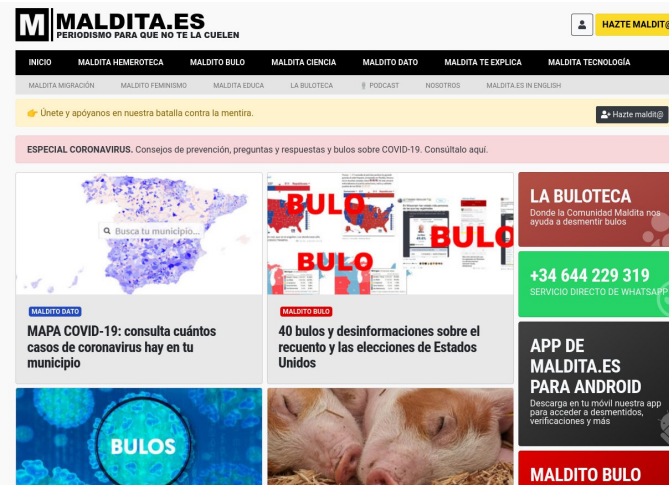 M MALDITA.ES
PERIODISMO PARA QUE NO TE LA CUELEN
HAZTE MALDIT@
INICIO MALDITA HEMEROTECA MALDITO BULO MALDITA CIENCIA MALDITO DATO MALDITA TE EXPLICA MALDITA TECNOLOGÍA
MALDITA MIGRACIÓN MALDITO FEMINISMO MALDITA EDUCA LA BULOTECA PODCAST NOSOTROS MALDITA.ES IN ENGLISH
Únete y apóyanos en nuestra batalla contra la mentira.
Hazte maldit@
ESPECIAL CORONAVIRUS. Consejos de prevención, preguntas y respuestas y bulos sobre COVID-19. Consúltalo aquí.
Busca tu municipio...
MALDITO DATO
MAPA COVID-19: consulta cuántos
casos de coronavirus hay en tu
municipio
BULO
BULO
BULO
MALDITO BULO
40 bulos y desinformaciones sobre el
recuento y las elecciones de Estados
Unidos
LA BULOTECA
Donde la Comunidad Maldita nos
ayuda a desmentir bulos
+34 644 229 319
SERVICIO DIRECTO DE WHATSAPP
APP DE
MALDITA.ES
PARA ANDROID
Descarga en tu móvil nuestra app
para acceder a desmentidos,
verificaciones y más
BULOS
MALDITO BULO